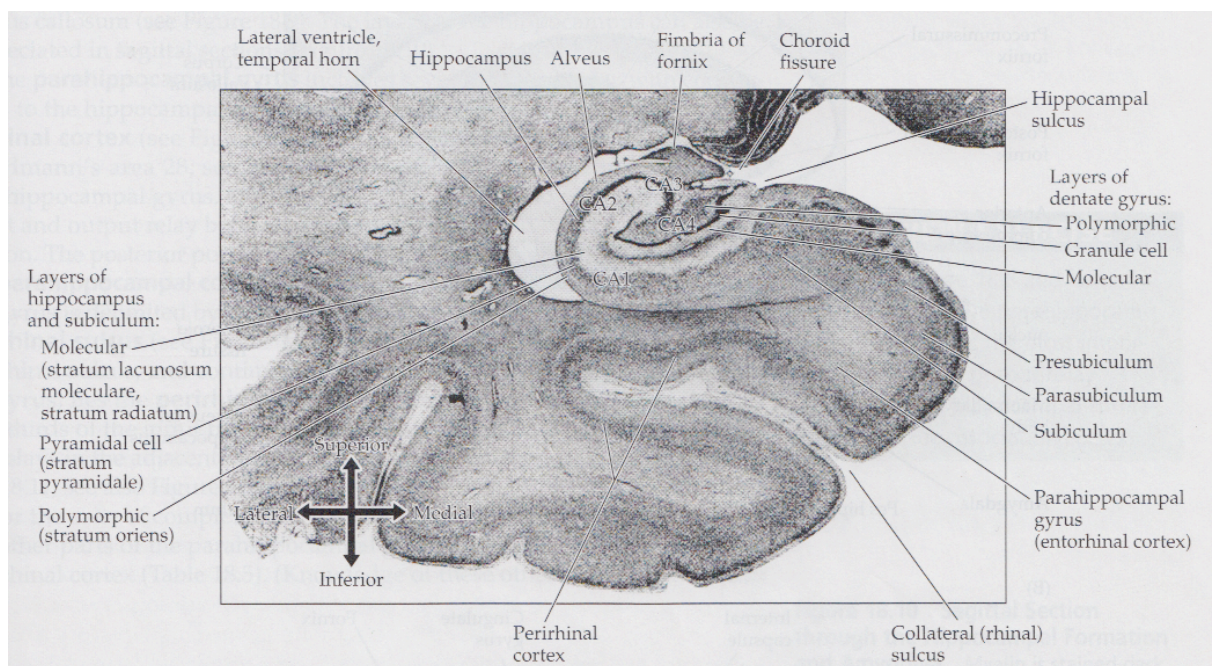 Lateral ventricle,
temporal horn
Hippocampus
Alveus
Fimbria of
fornix
Choroid
fissure
Hippocampal
sulcus
CA3
CA2
CA4
CA1
Layers of
dentate gyrus:
Polymorphic
Granule cell
Molecular
Layers of
hippocampus
and subiculum:
Molecular
(stratum lacunosum
moleculare,
stratum radiatum)
Pyramidal cell
(stratum
pyramidale)
Polymorphic
(stratum oriens)
Superior
Lateral
Medial
Inferior
Presubiculum
Parasubiculum
Subiculum
Parahippocampal
gyrus
(entorhinal cortex)
Perirhinal
cortex
Collateral (rhinal)
sulcus